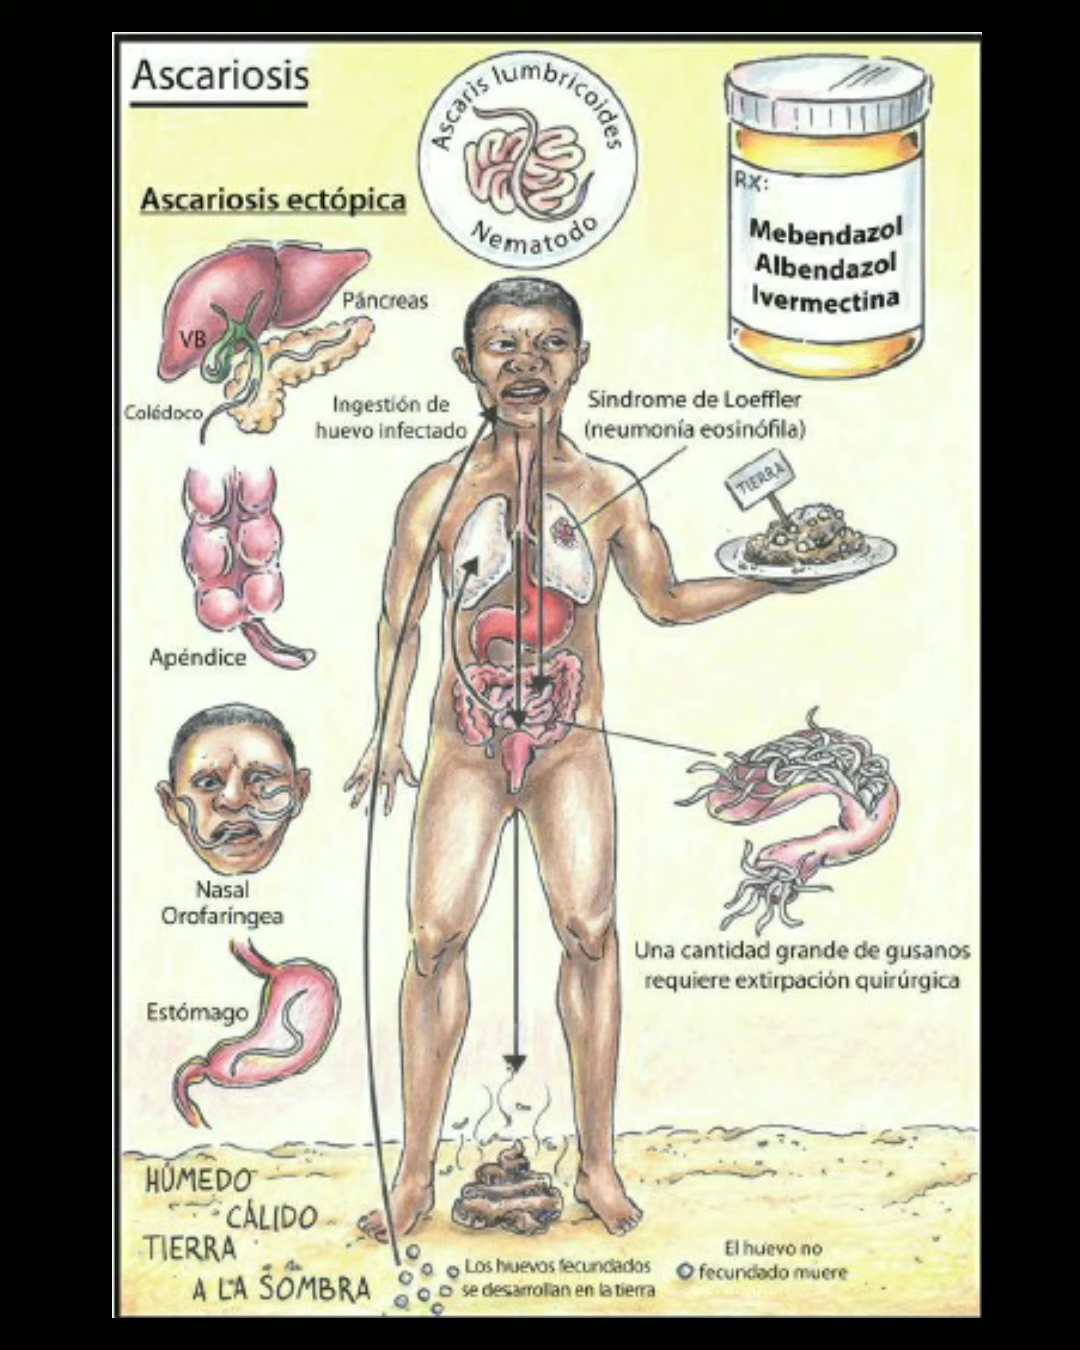 Ascariosis
Ascaris lumbricoides
Nematodo
RX:
Mebendazol
Albendazol
Ivermectina
Ascariosis ectópica
Páncreas
VB
Colédoco
Ingestión de
huevo infectado
Síndrome de Loeffler
(neumonía eosinófila)
TIERRA
Apéndice
Nasal
Orofaríngea
Una cantidad grande de gusanos
requiere extirpación quirúrgica
Estómago
HÚMEDO
CÁLIDO
TIERRA
A LA SOMBRA
Los huevos fecundados
se desarrollan en la tierra
El huevo no
fecundado muere